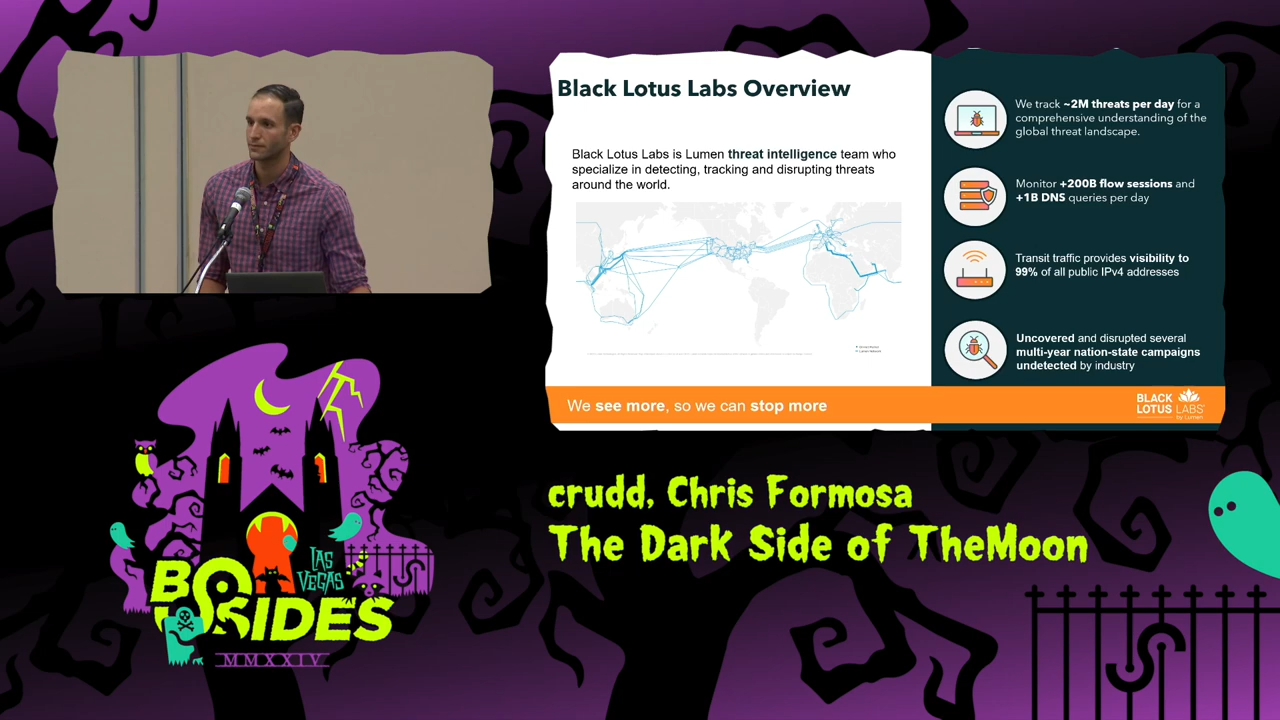 Black Lotus Labs Overview
Black Lotus Labs is Lumen threat intelligence team who
specialize in detecting, tracking and disrupting threats
around the world.
We track ~2M threats per day for a
comprehensive understanding of the
global threat landscape.
Monitor +200B flow sessions and
+1B DNS queries per day
Transit traffic provides visibility to
99% of all public IPv4 addresses
Uncovered and disrupted several
multi-year nation-state campaigns
undetected by industry
We see more, so we can stop more
BLACK
LOTUS LABS
by Lumen
crudd, Chris Formosa
The Dark Side of TheMoon
LAS
VEGAS
BSIDES
MMXXIV